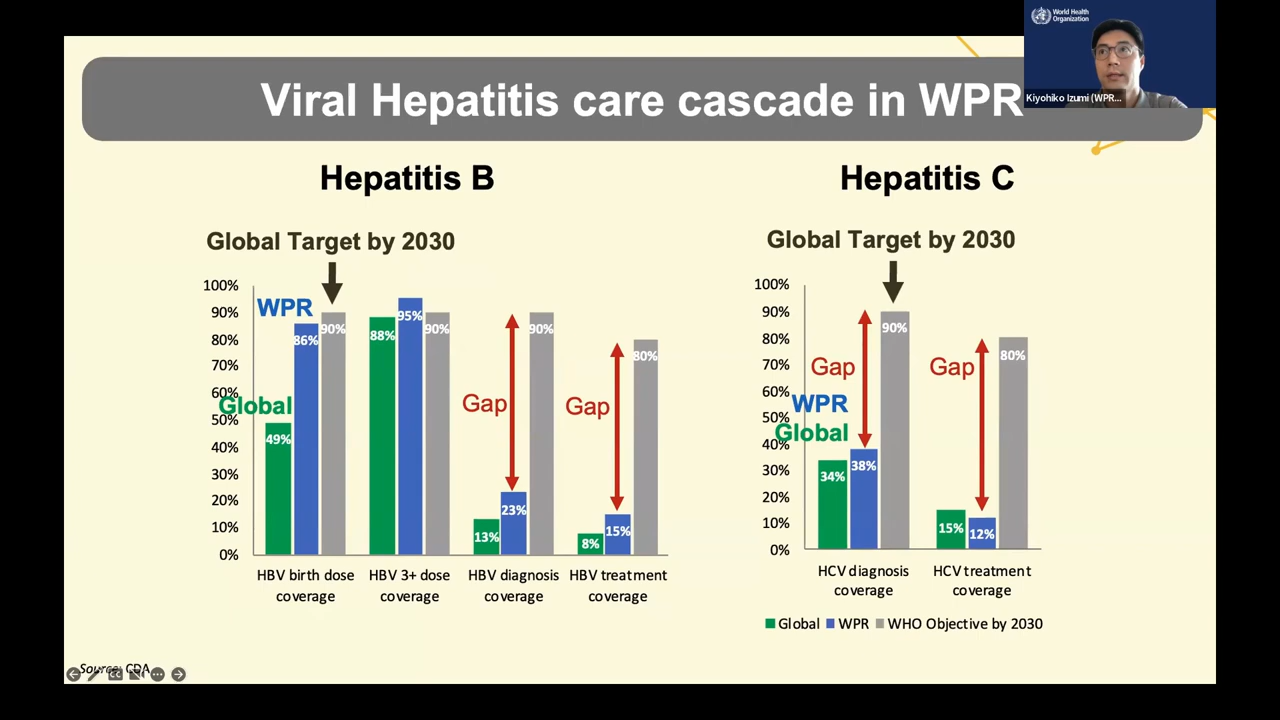 World Health
Organization
Kiyohiko Izumi (WPR...
Viral Hepatitis care cascade in WPR
Hepatitis B
Global Target by 2030
100%
90%
80%
70%
60%
50%
40%
30%
20%
10%
0%
WPR
Global
49%
86%
90%
88%
95%
90%
13%
23%
90%
Gap
8%
15%
80%
Gap
HBV birth dose
coverage
HBV 3+ dose
coverage
HBV diagnosis
coverage
HBV treatment
coverage
Hepatitis C
Global Target by 2030
100%
90%
80%
70%
60%
50%
40%
30%
20%
10%
0%
Gap
WPR
Global
34%
38%
90%
Gap
15%
12%
80%
HCV diagnosis
coverage
HCV treatment
coverage
Global WPR WHO Objective by 2030
Source: CDA